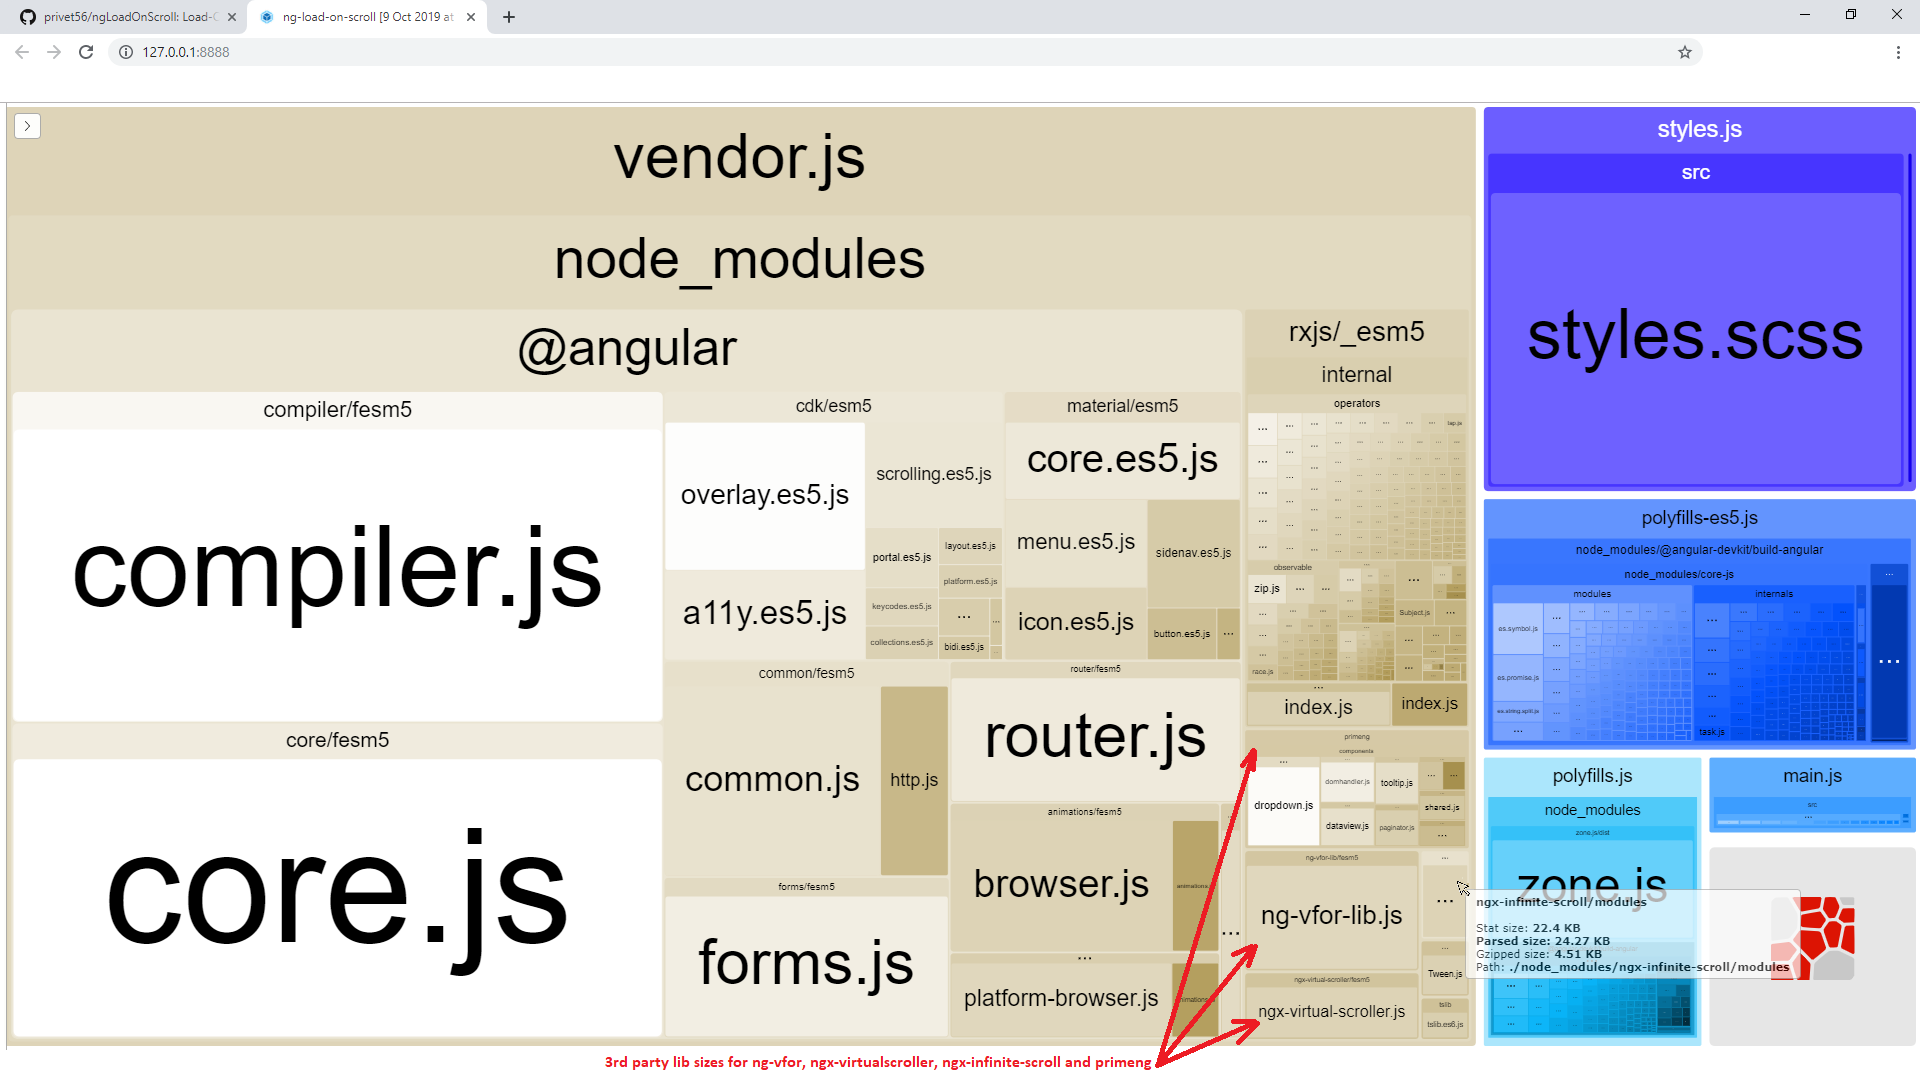 privet56/ngLoadOnScroll: Load-C
ng-load-on-scroll [9 Oct 2019 at
127.0.0.1:8888
vendor.js
node_modules
@angular
compiler/fesm5
compiler.js
core/fesm5
core.js
cdk/esm5
overlay.es5.js
scrolling.es5.js
portal.es5.js
layout.es5.js
platform.es5.js
a11y.es5.js
keycodes.es5.js
...
collections.es5.js
bidi.es5.js
material/esm5
core.es5.js
menu.es5.js
sidenav.es5.js
icon.es5.js
button.es5.js
...
common/fesm5
common.js
http.js
forms/fesm5
forms.js
router/fesm5
router.js
animations/fesm5
browser.js
animations.
...
platform-browser.js
animations.
...
rxjs/_esm5
internal
operators
tap.js
observable
zip.js
Subject.js
race.js
...
index.js
index.js
primeng
components
...
dropdown.js
domhandler.js
tooltip.js
shared.js
dataview.js
paginator.js
...
ng-vfor-lib/fesm5
ng-vfor-lib.js
...
ngx-virtual-scroller/fesm5
ngx-virtual-scroller.js
...
Tween.js
tslib
tslib.es6.js
styles.js
src
styles.scss
polyfills-es5.js
node_modules/@angular-devkit/build-angular
node_modules/core-js
...
modules
internals
es.symbol.js
es.promise.js
es.string.split.js
task.js
...
polyfills.js
node_modules
zone.js/dist
zone.js
main.js
src
...
ngx-infinite-scroll/modules
Stat size: 22.4 KB
Parsed size: 24.27 KB
Gzipped size: 4.51 KB
Path: ./node_modules/ngx-infinite-scroll/modules
3rd party lib sizes for ng-vfor, ngx-virtualscroller, ngx-infinite-scroll and primeng